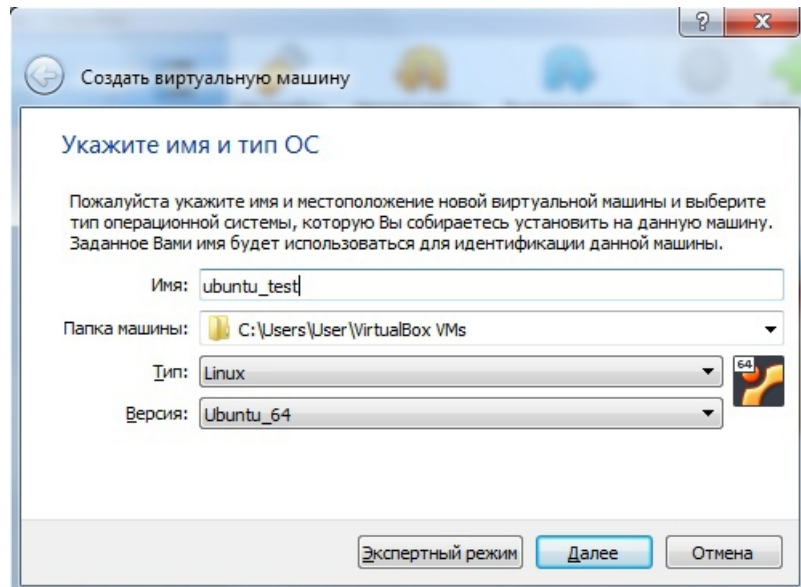 ?
X
Создать виртуальную машину
Укажите имя и тип ОС
Пожалуйста укажите имя и местоположение новой виртуальной машины и выберите
тип операционной системы, которую Вы собираетесь установить на данную машину.
Заданное Вами имя будет использоваться для идентификации данной машины.
Имя: ubuntu_test
Папка машины: C:\Users\User\VirtualBox VMs
Тип: Linux
64
Версия: Ubuntu_64
Экспертный режим Далее Отмена